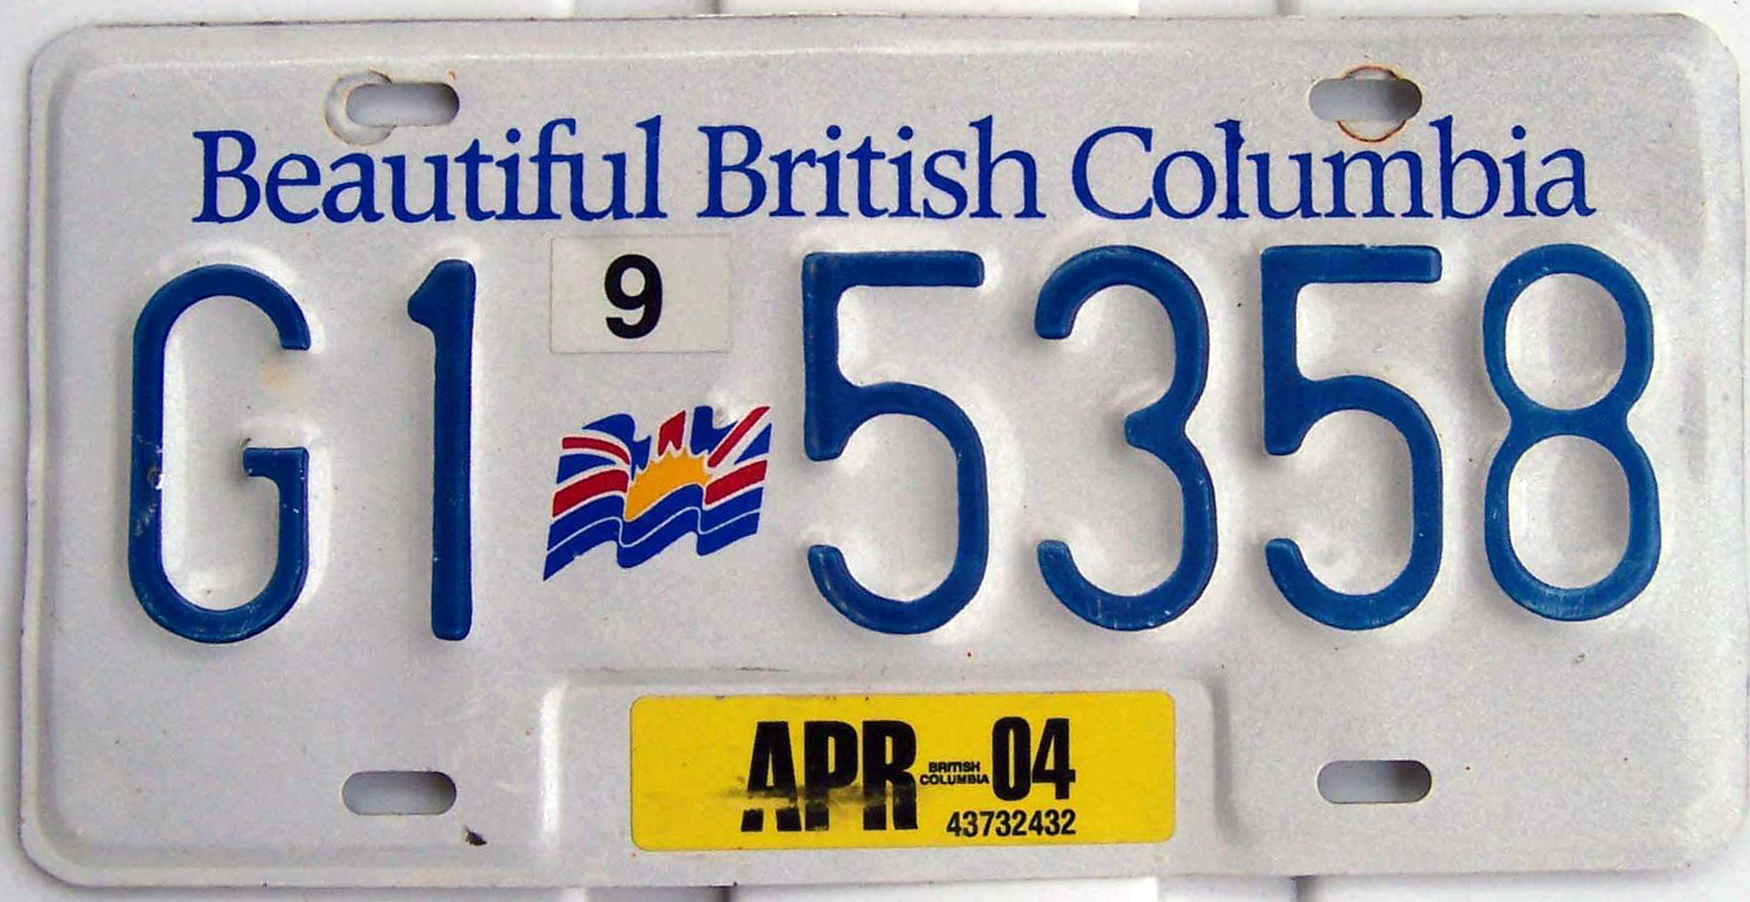 Beautiful British Columbia
G1 5358
9
APR BRITISH COLUMBIA 04
43732432